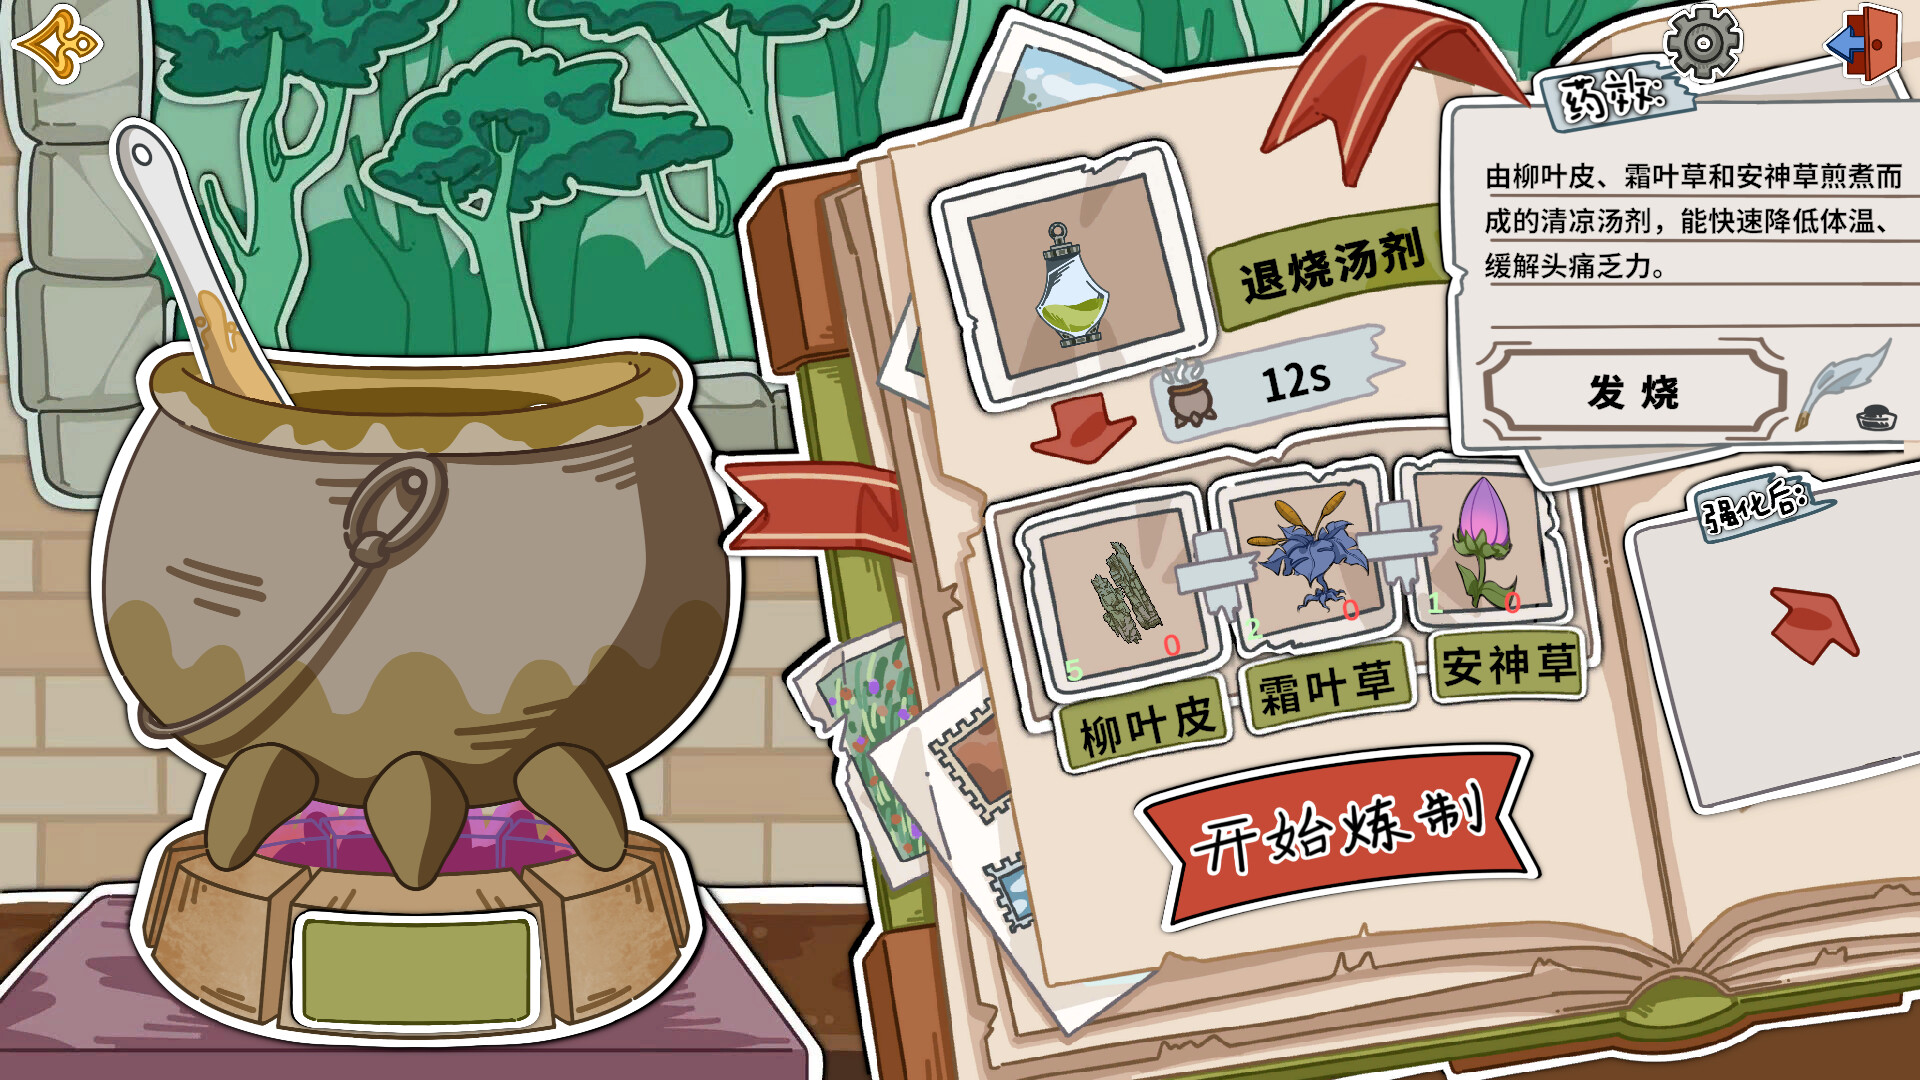 药效:
由柳叶皮、霜叶草和安神草煎煮而
成的清凉汤剂，能快速降低体温、
缓解头痛乏力。
发烧
退烧汤剂
12s
强化后:
5
0
2
0
1
0
柳叶皮
霜叶草
安神草
开始炼制